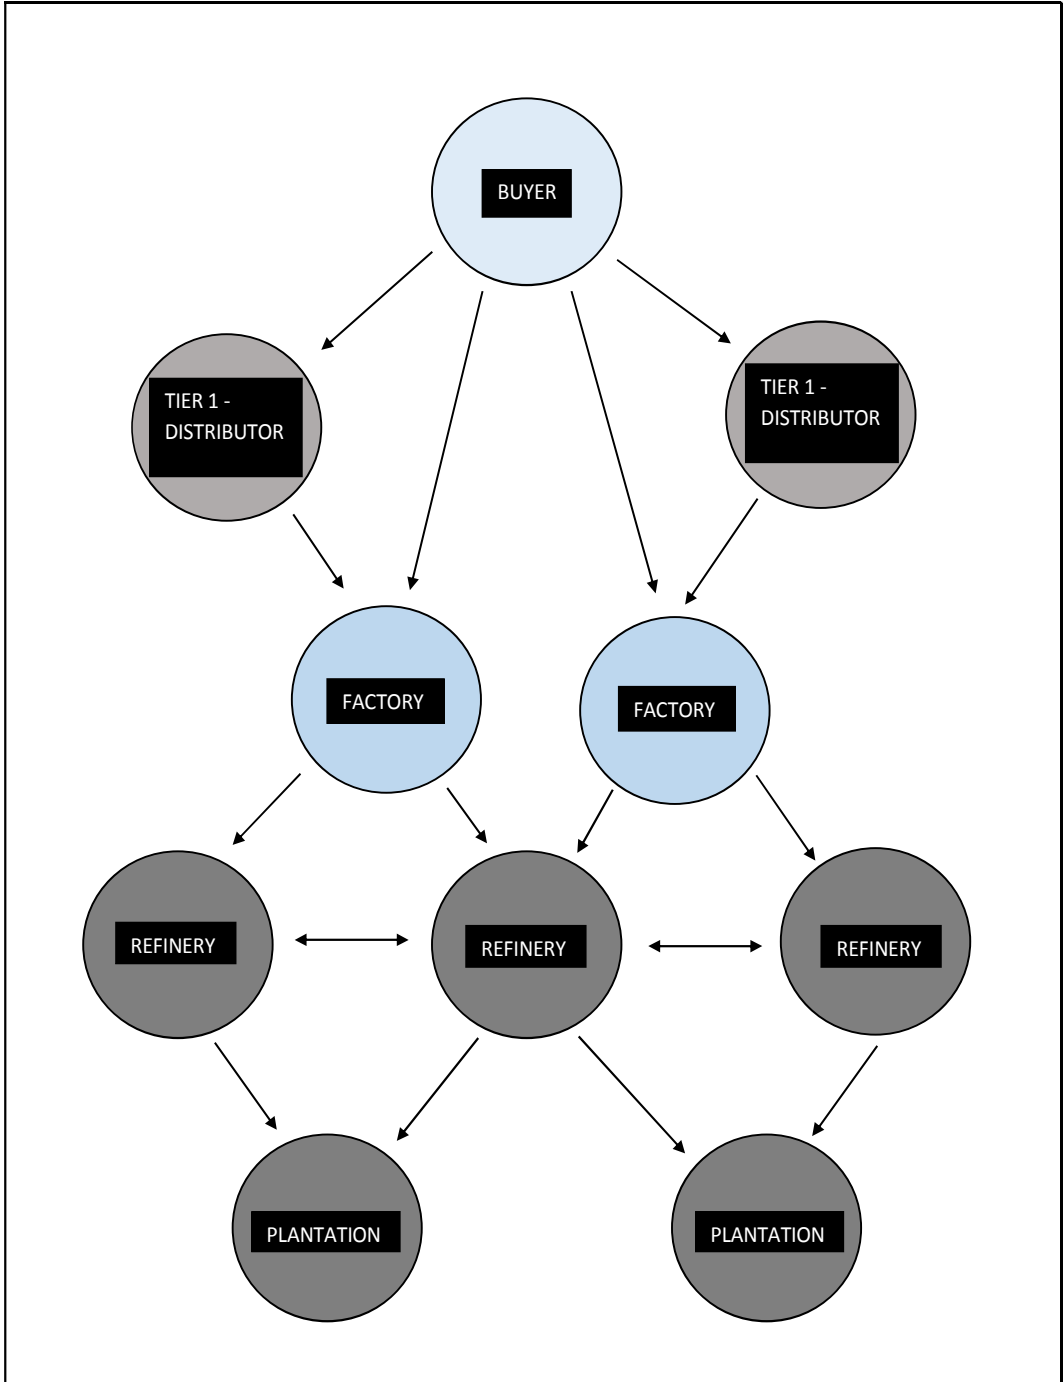 BUYER
TIER 1 -
DISTRIBUTOR
TIER 1 -
DISTRIBUTOR
FACTORY
FACTORY
REFINERY
REFINERY
REFINERY
PLANTATION
PLANTATION